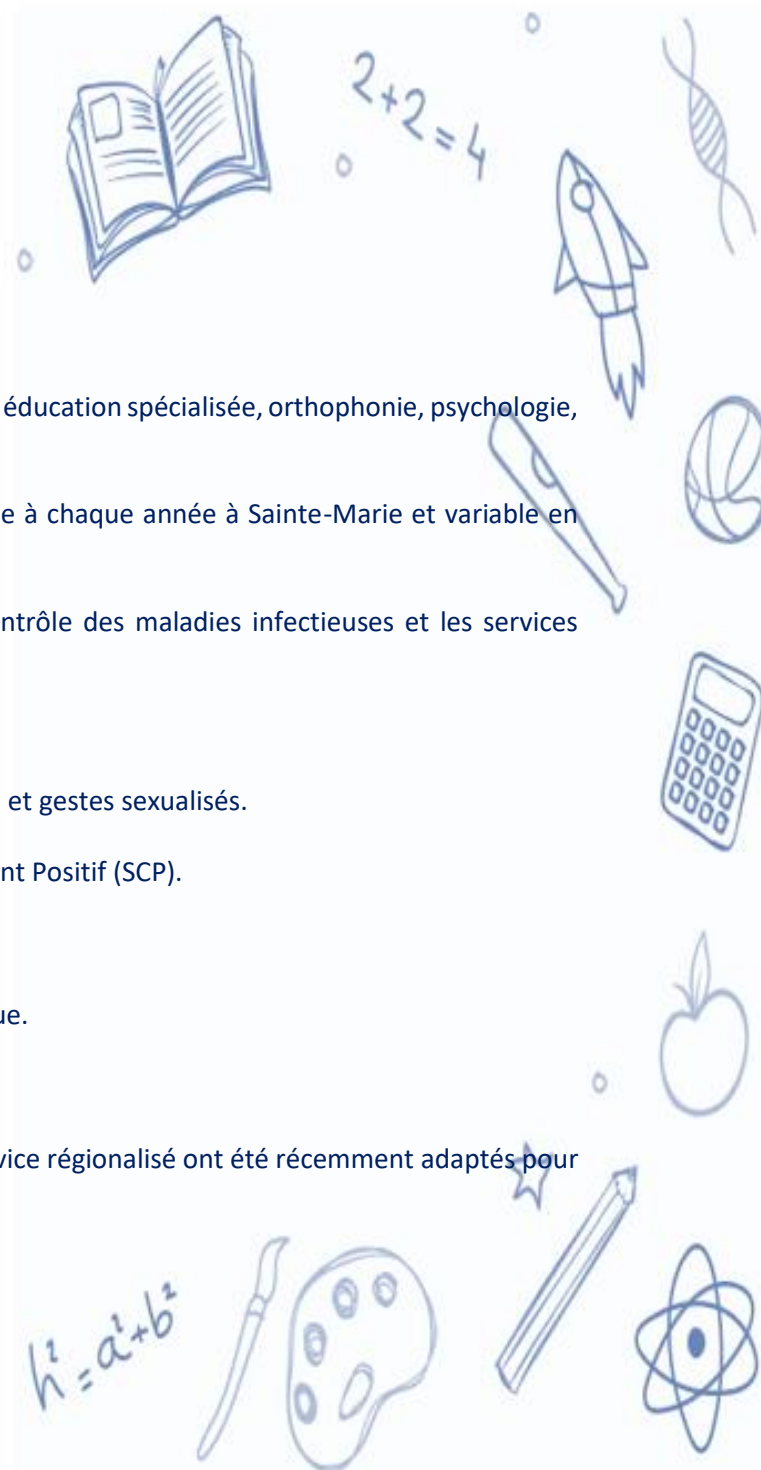 2+2=4
éducation spécialisée, orthophonie, psychologie,
e à chaque année à Sainte-Marie et variable en
ntrôle des maladies infectieuses et les services
et gestes sexualisés.
nt Positif (SCP).
ue.
vice régionalisé ont été récemment adaptés pour
h²=a²+b²